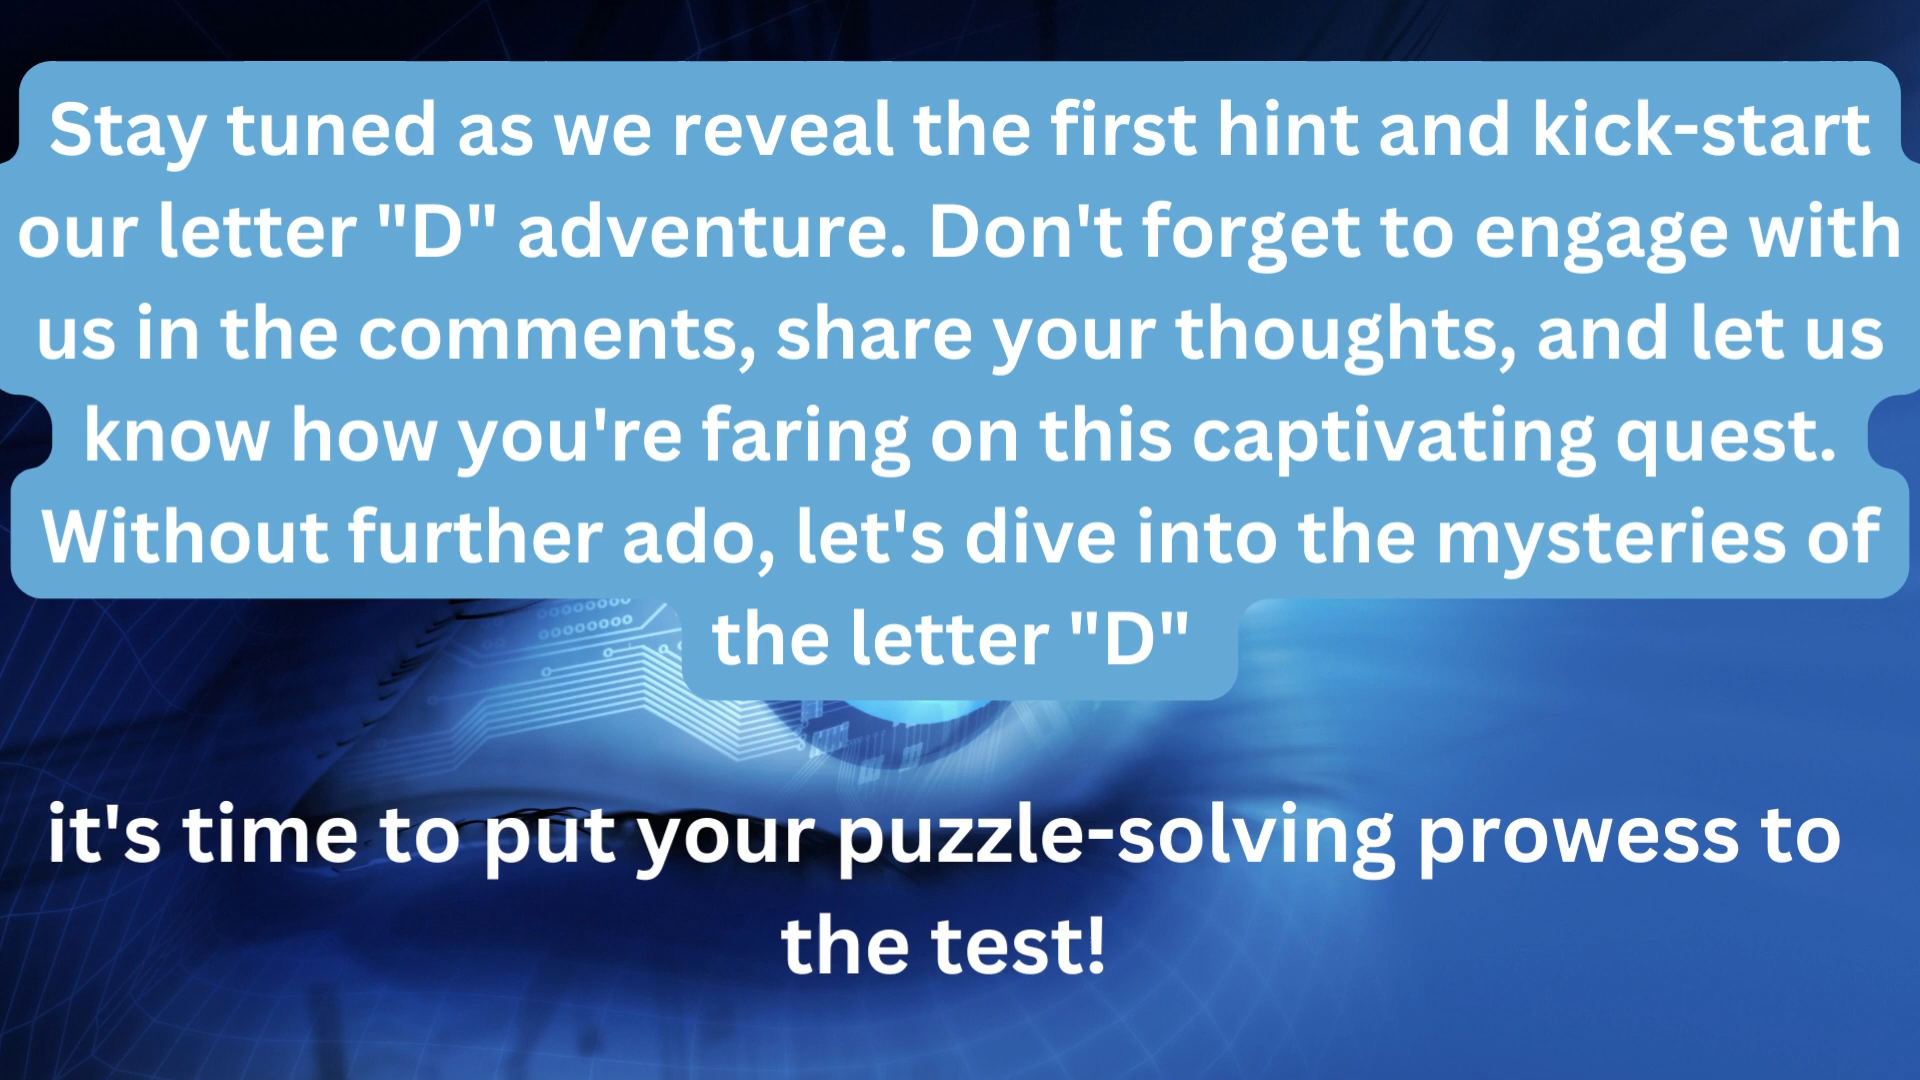 Stay tuned as we reveal the first hint and kick-start
our letter "D" adventure. Don't forget to engage with
us in the comments, share your thoughts, and let us
know how you're faring on this captivating quest.
Without further ado, let's dive into the mysteries of
the letter "D"
it's time to put your puzzle-solving prowess to
the test!